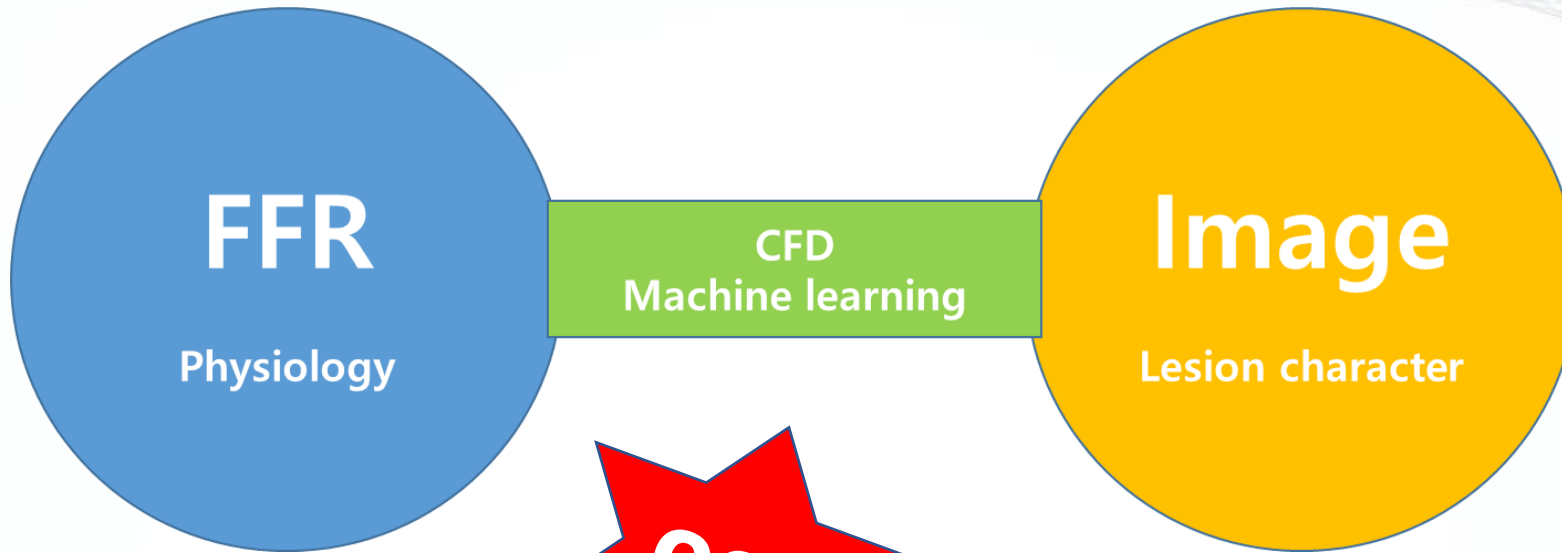 FFR
Physiology
CFD
Machine learning
Image
Lesion character